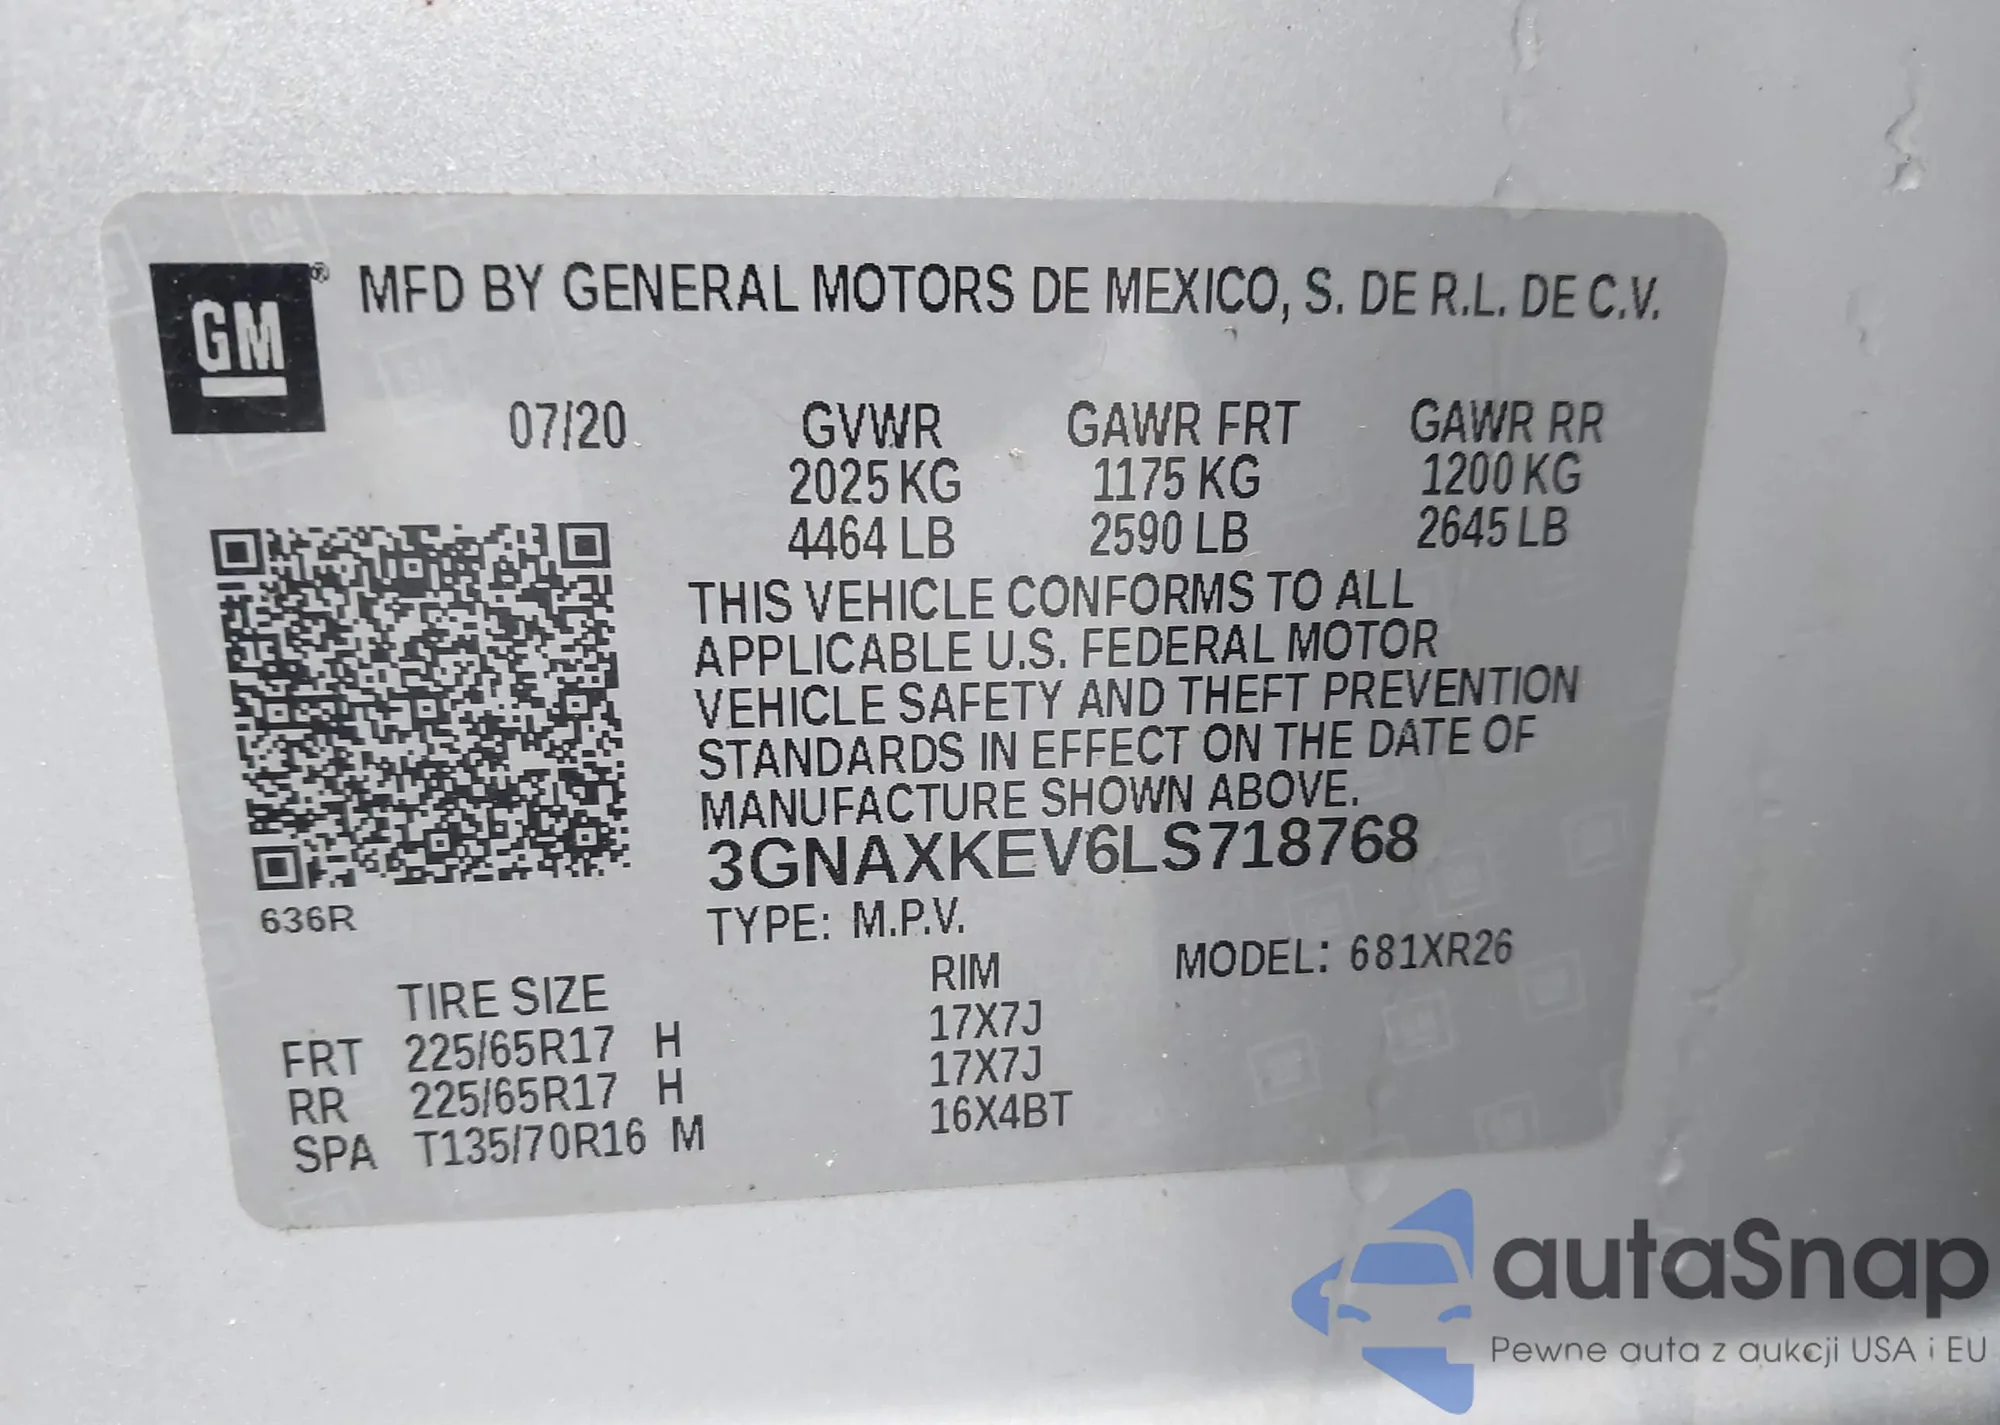 GM ® MFD BY GENERAL MOTORS DE MEXICO, S. DE R.L. DE C.V.
07/20 GVWR GAWR FRT GAWR RR
2025 KG 1175 KG 1200 KG
4464 LB 2590 LB 2645 LB
THIS VEHICLE CONFORMS TO ALL
APPLICABLE U.S. FEDERAL MOTOR
VEHICLE SAFETY AND THEFT PREVENTION
STANDARDS IN EFFECT ON THE DATE OF
MANUFACTURE SHOWN ABOVE.
3GNAXKEV6LS718768
636R
TYPE: M.P.V.
MODEL: 681XR26
TIRE SIZE RIM
FRT 225/65R17 H 17X7J
RR 225/65R17 H 17X7J
SPA T135/70R16 M 16X4BT
autaSnap
Pewne auta z aukcji USA i EU